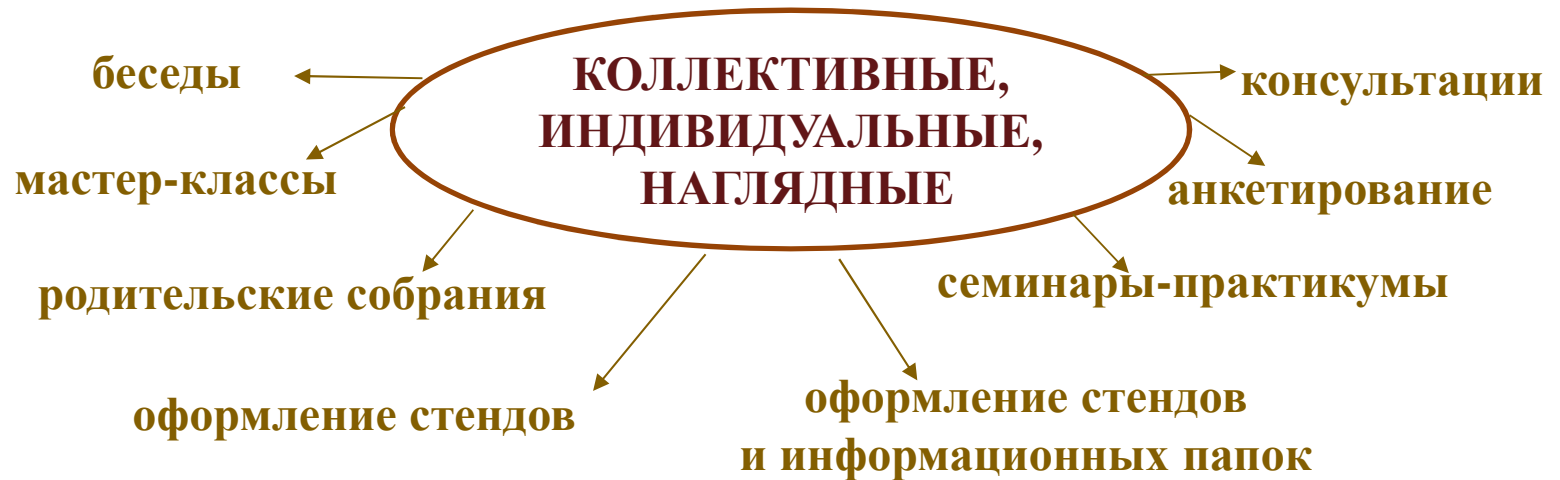 КОЛЛЕКТИВНЫЕ,
ИНДИВИДУАЛЬНЫЕ,
НАГЛЯДНЫЕ
беседы
консультации
мастер-классы
анкетирование
родительские собрания
семинары-практикумы
оформление стендов
оформление стендов
и информационных папок